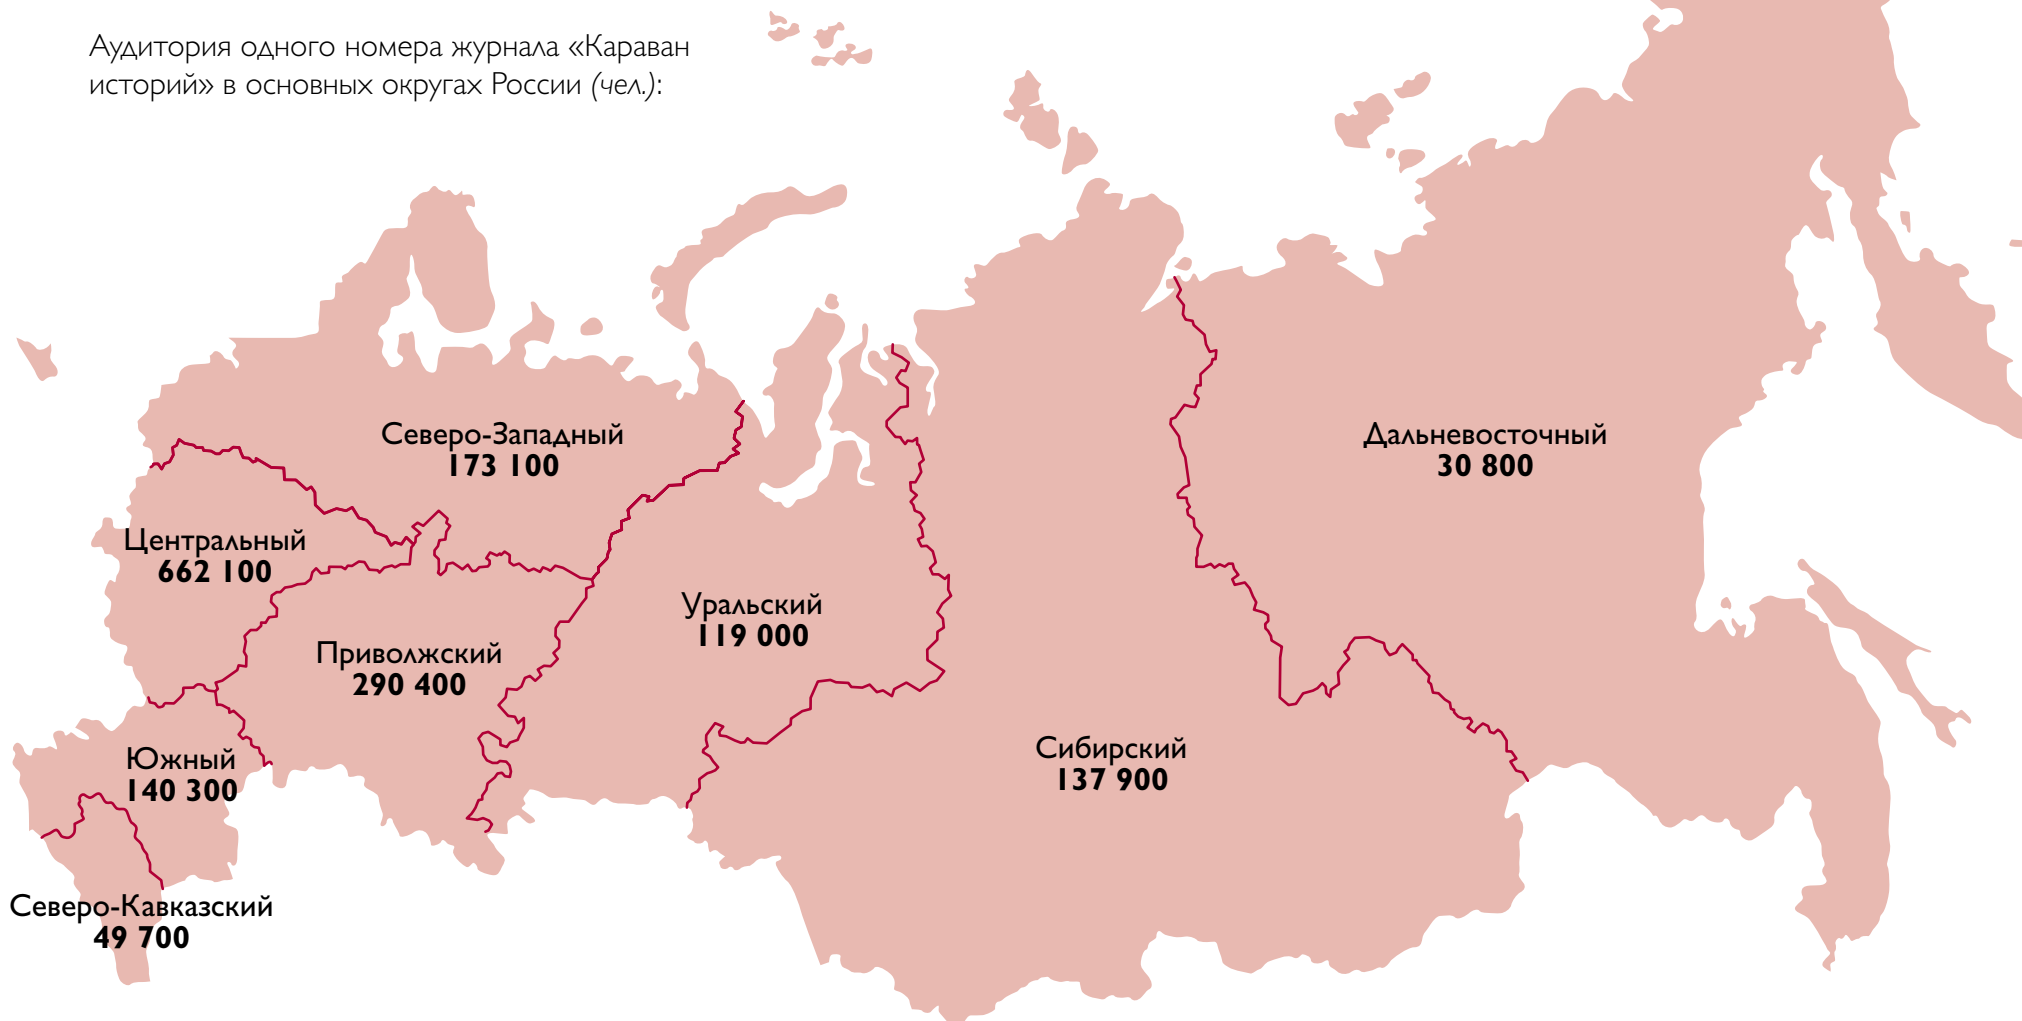 Аудитория одного номера журнала «Караван
историй» в основных округах России (чел.):
Северо-Западный
173 100
Дальневосточный
30 800
Центральный
662 100
Уральский
119 000
Приволжский
290 400
Южный
140 300
Сибирский
137 900
Северо-Кавказский
49 700